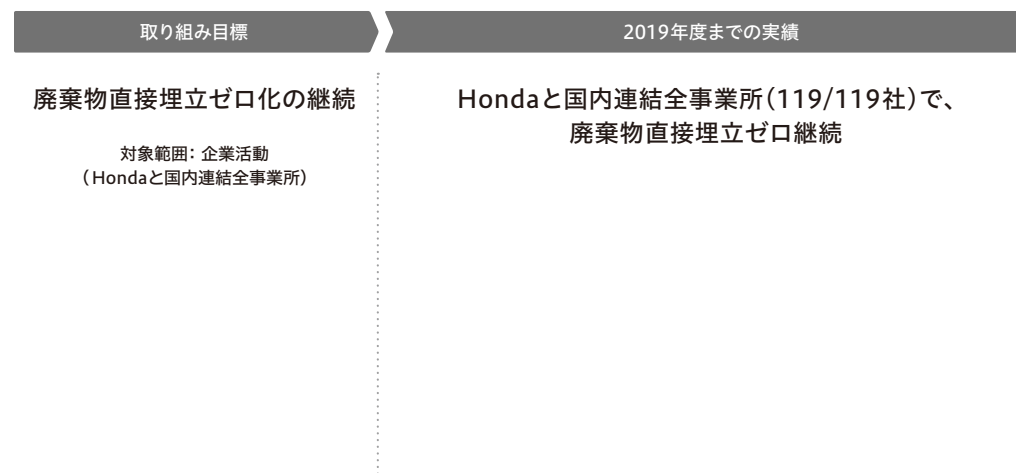 取り組み目標
2019年度までの実績
廃棄物直接埋立ゼロ化の継続
対象範囲：企業活動
（Hondaと国内連結全事業所）
Hondaと国内連結全事業所（119/119社）で、
廃棄物直接埋立ゼロ継続